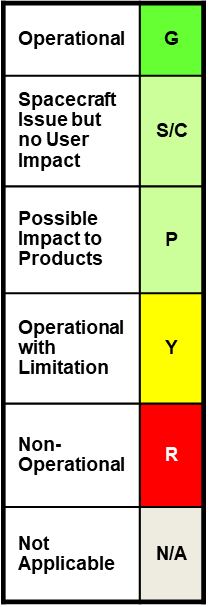 Operational G
Spacecraft
Issue but
no User
Impact
S/C
Possible
Impact to
Products
P
Operational
with
Limitation
Y
Non-
Operational
R
Not
Applicable
N/A